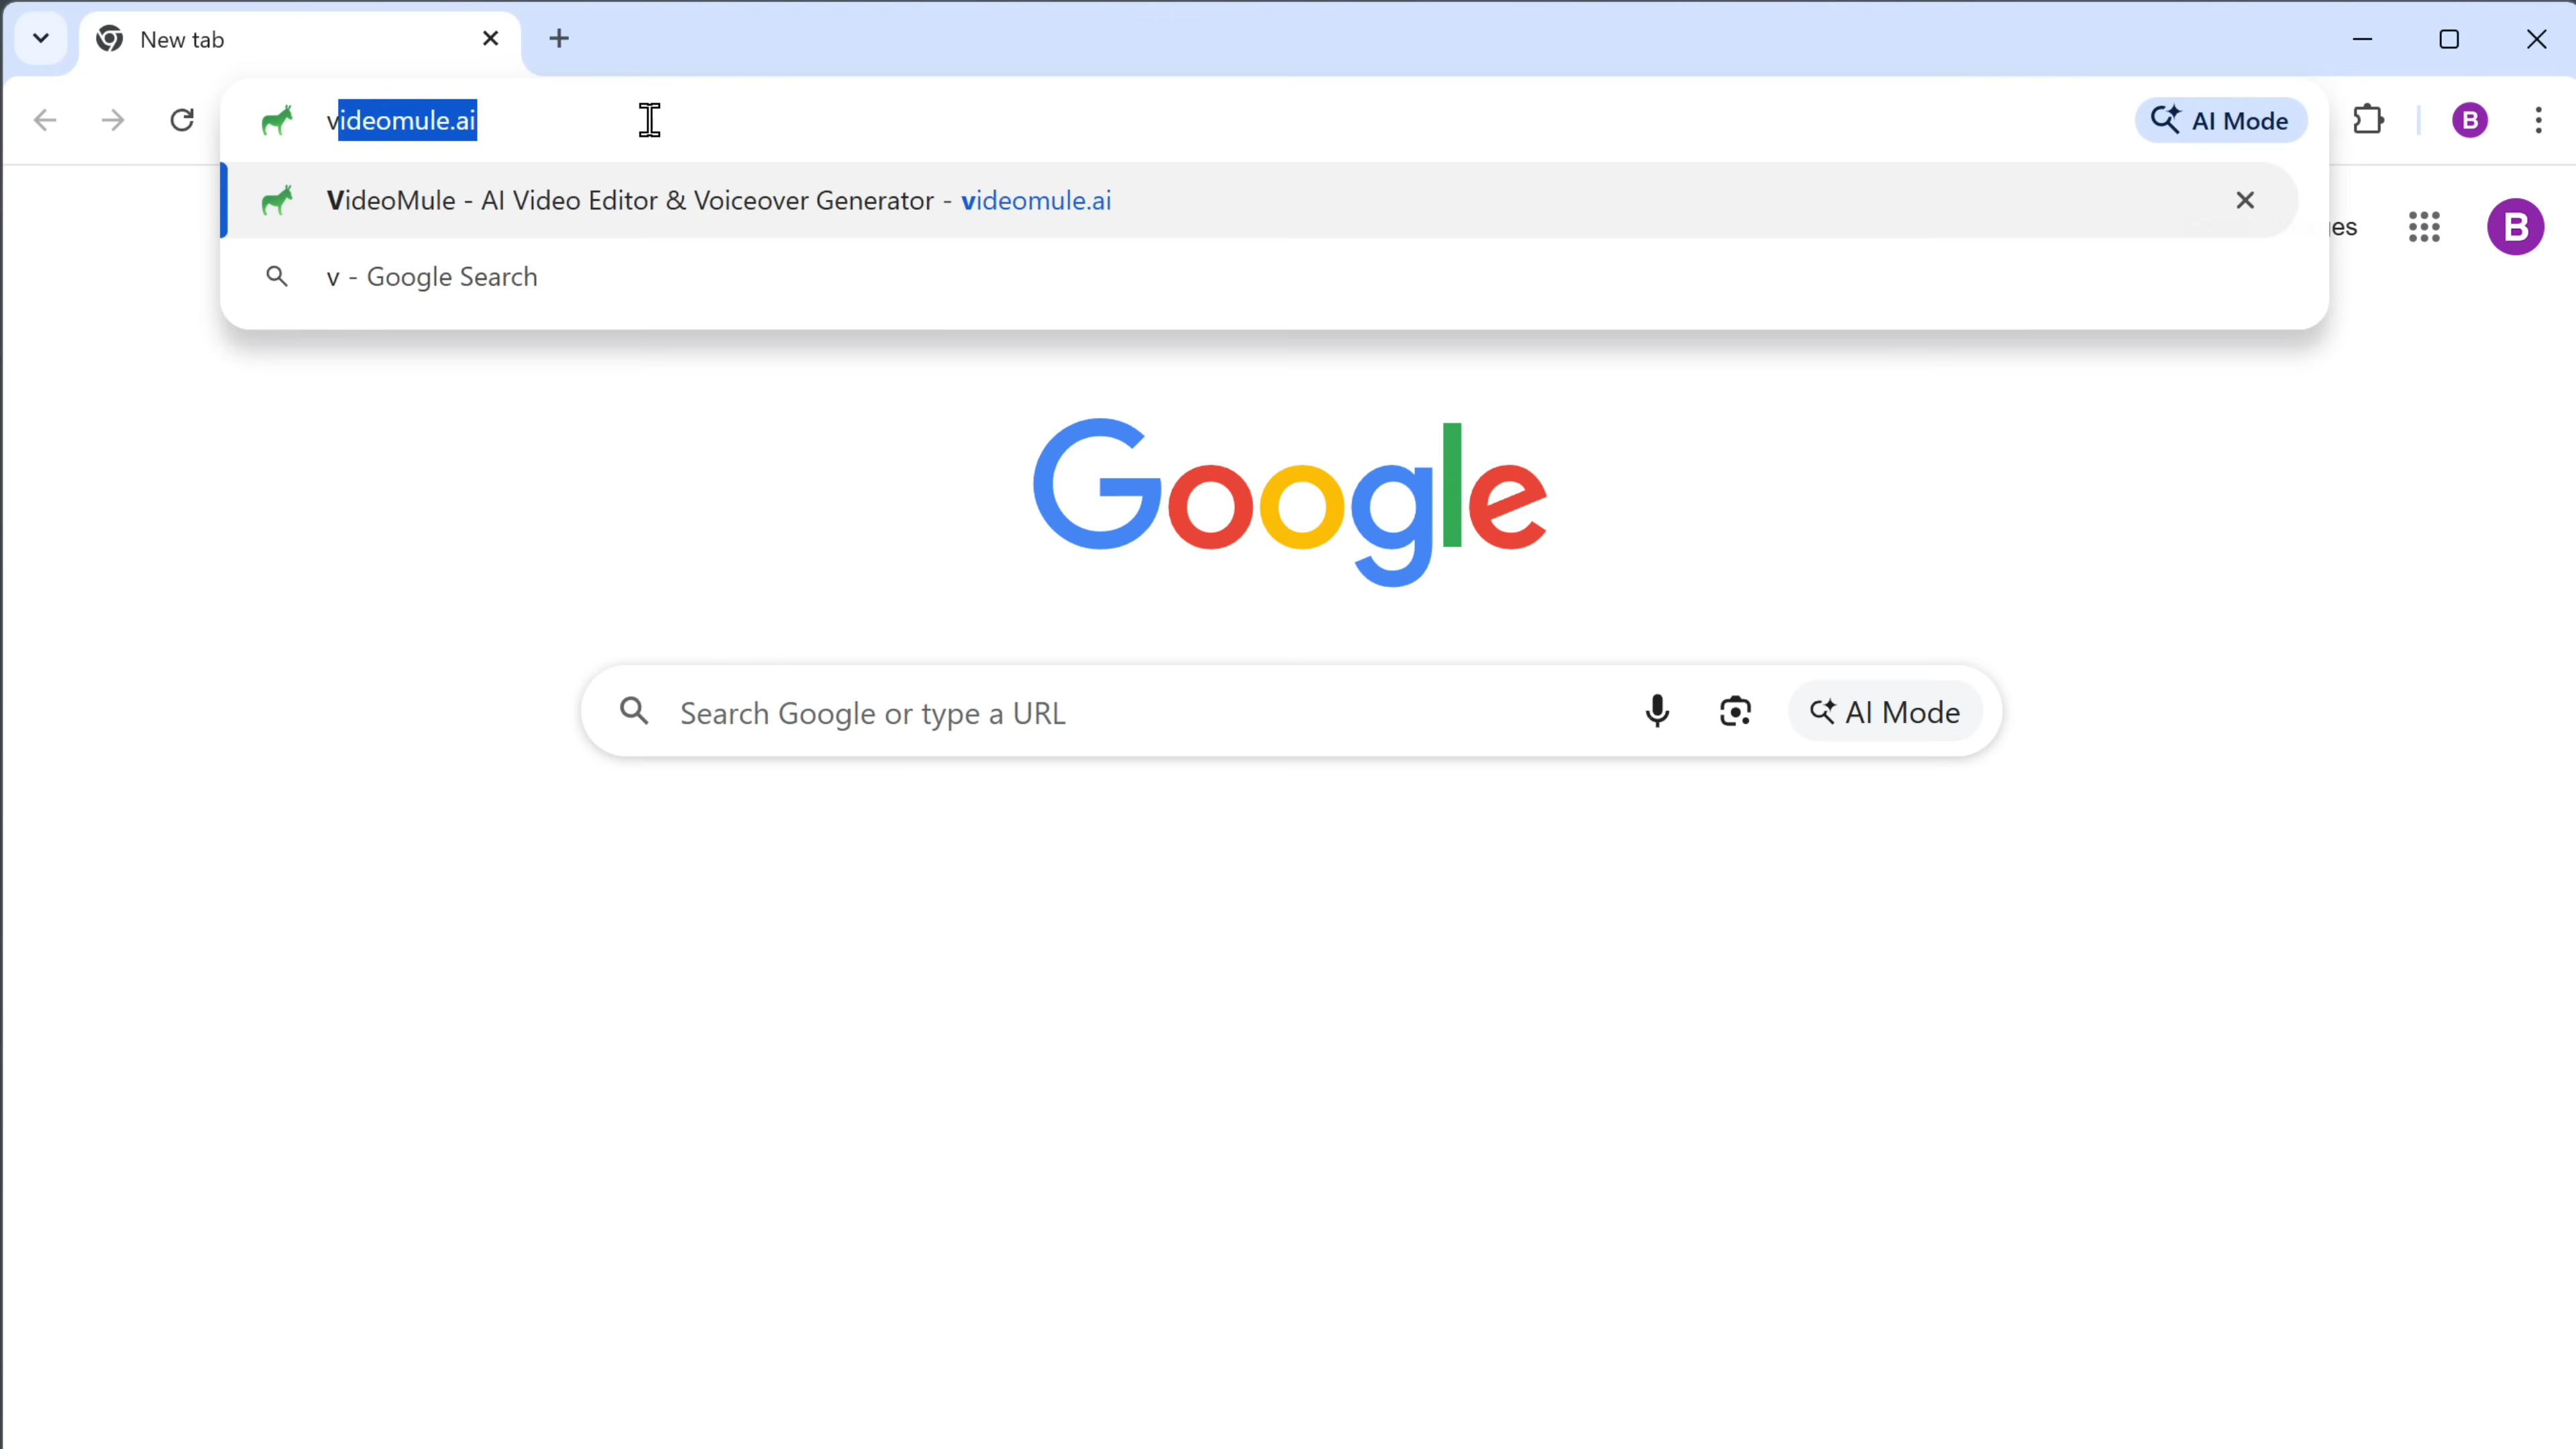 New tab
videomule.ai
AI Mode
B
VideoMule - AI Video Editor & Voiceover Generator - videomule.ai
B
v - Google Search
Google
Search Google or type a URL
AI Mode